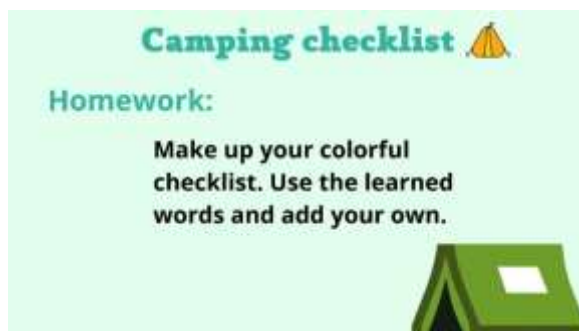 Camping checklist
Homework:
Make up your colorful
checklist. Use the learned
words and add your own.